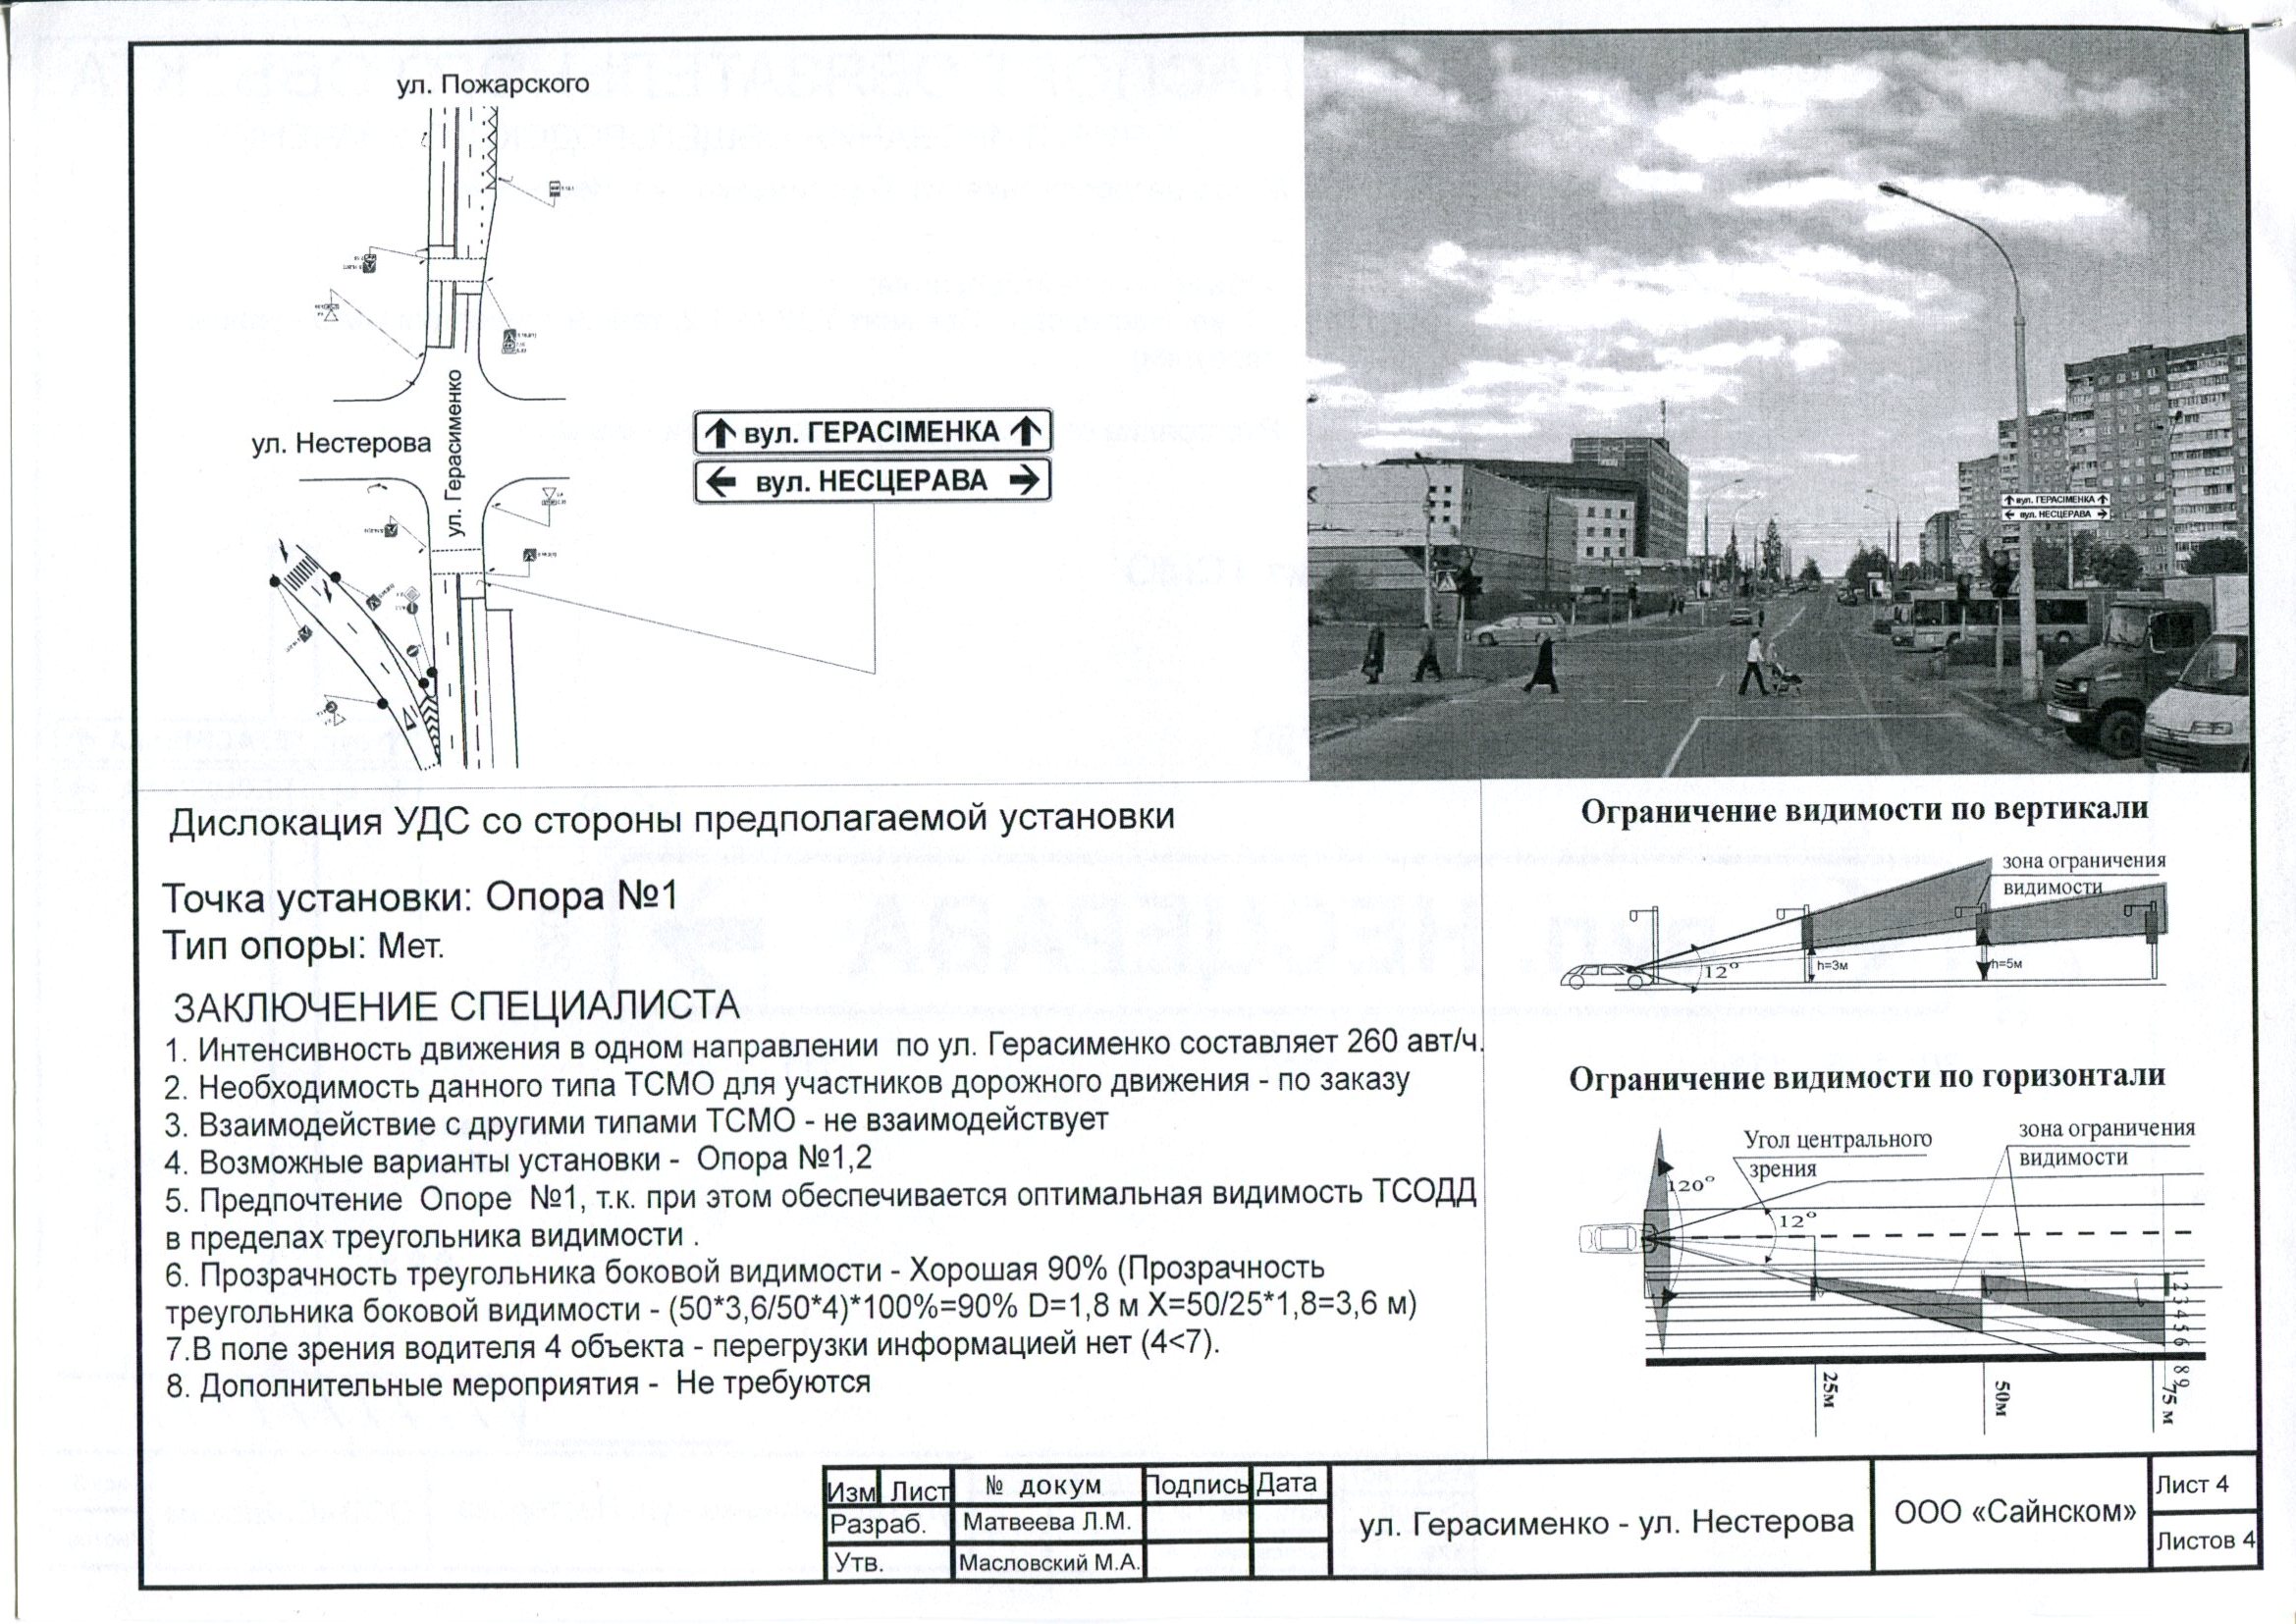 ул. Пожарского
ул. Герасименко
ул. Нестерова
вул. ГЕРАСІМЕНКА
вул. НЕСЦЕРАВА
вул. ГЕРАСІМЕНКА
вул. НЕСЦЕРАВА
Дислокация УДС со стороны предполагаемой установки
Точка установки: Опора №1
Тип опоры: Мет.
ЗАКЛЮЧЕНИЕ СПЕЦИАЛИСТА
1. Интенсивность движения в одном направлении по ул. Герасименко составляет 260 авт/ч.
2. Необходимость данного типа ТСМО для участников дорожного движения - по заказу
3. Взаимодействие с другими типами ТСМО - не взаимодействует
4. Возможные варианты установки - Опора №1,2
5. Предпочтение Опоре №1, т.к. при этом обеспечивается оптимальная видимость ТСОДД
в пределах треугольника видимости .
6. Прозрачность треугольника боковой видимости - Хорошая 90% (Прозрачность
треугольника боковой видимости - (50*3,6/50*4)*100%=90% D=1,8 м X=50/25*1,8=3,6 м)
7.В поле зрения водителя 4 объекта - перегрузки информацией нет (4<7).
8. Дополнительные мероприятия - Не требуются
Ограничение видимости по вертикали
зона ограничения
видимости
12°
h=3м
h=5м
Ограничение видимости по горизонтали
Угол центрального
зрения
зона ограничения
видимости
120°
12°
1 2 3 4 5 6 8 9
25м
50м
75 м
Изм Лист № докум Подпись Дата
Разраб. Матвеева Л.М.
Утв. Масловский М.А.
ул. Герасименко - ул. Нестерова
ООО «Сайнском»
Лист 4
Листов 4